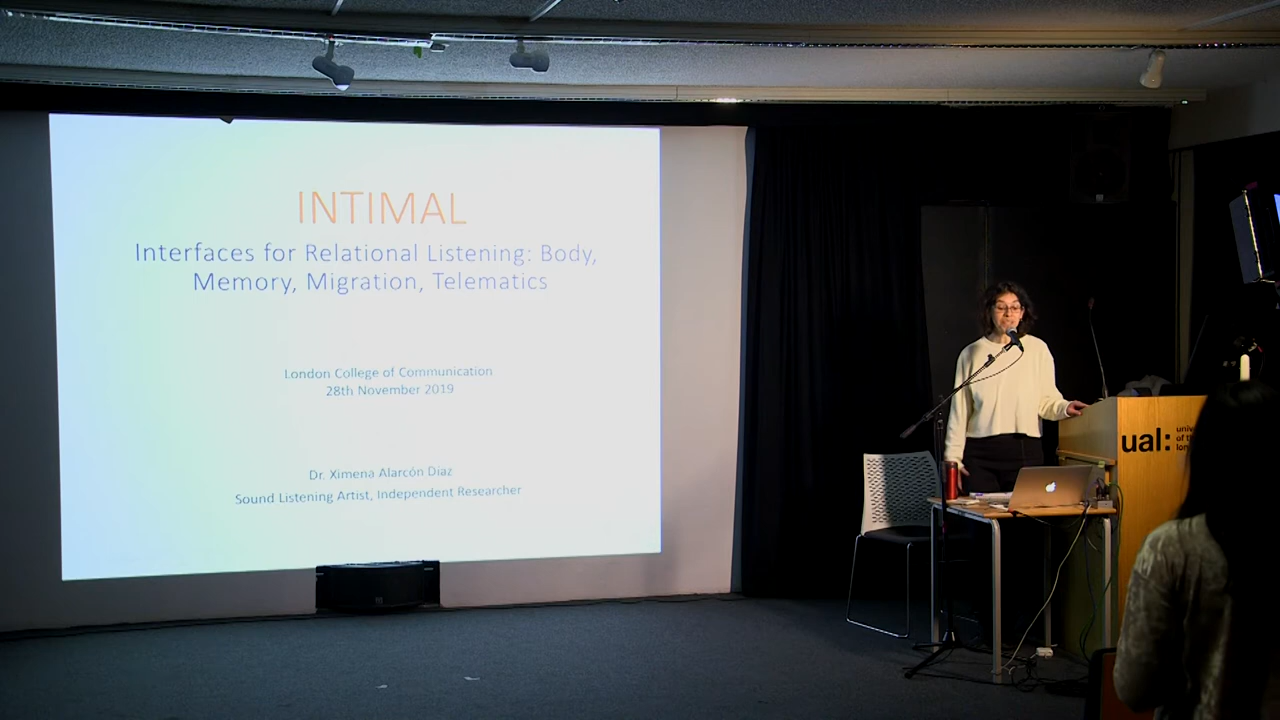 INTIMAL
Interfaces for Relational Listening: Body,
Memory, Migration, Telematics
London College of Communication
28th November 2019
Dr. Ximena Alarcón Díaz
Sound Listening Artist, Independent Researcher
ual: